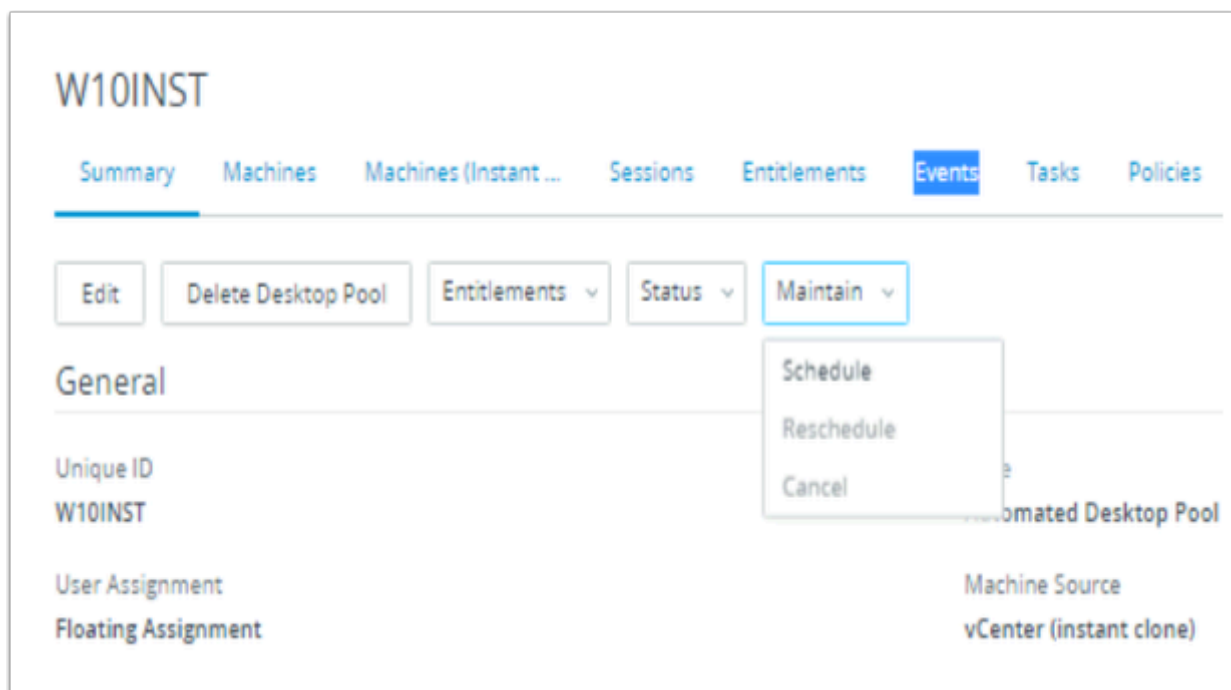 W10INST
Summary Machines Machines (Instant ... Sessions Entitlements Events Tasks Policies
Edit Delete Desktop Pool Entitlements Status Maintain
Schedule
General
Reschedule
Unique ID
Cancel
W10INST Automated Desktop Pool
User Assignment Machine Source
Floating Assignment vCenter (instant clone)